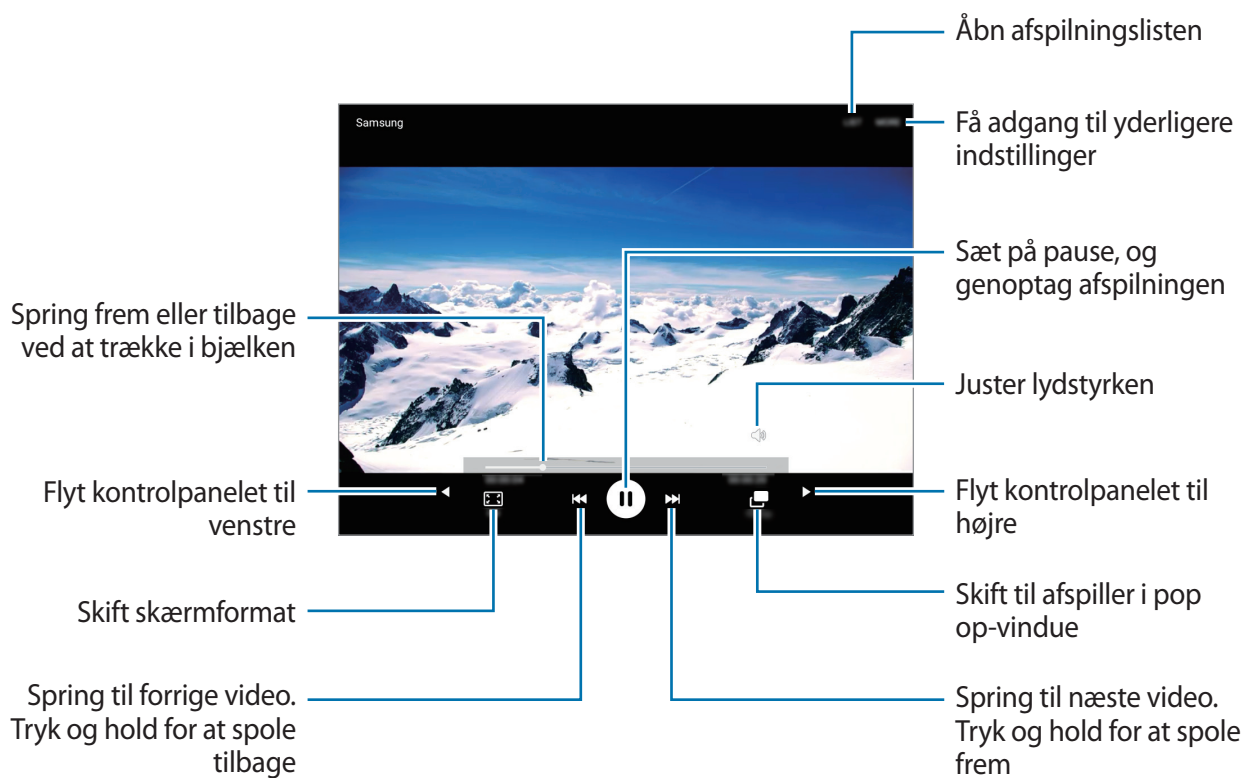 Åbn afspilningslisten
Samsung
Få adgang til yderligere
indstillinger
Sæt på pause, og
genoptag afspilningen
Spring frem eller tilbage
ved at trække i bjælken
Juster lydstyrken
Flyt kontrolpanelet til
venstre
Flyt kontrolpanelet til
højre
Skift skærmformat
Skift til afspiller i pop
op-vindue
Spring til forrige video.
Tryk og hold for at spole
tilbage
Spring til næste video.
Tryk og hold for at spole
frem